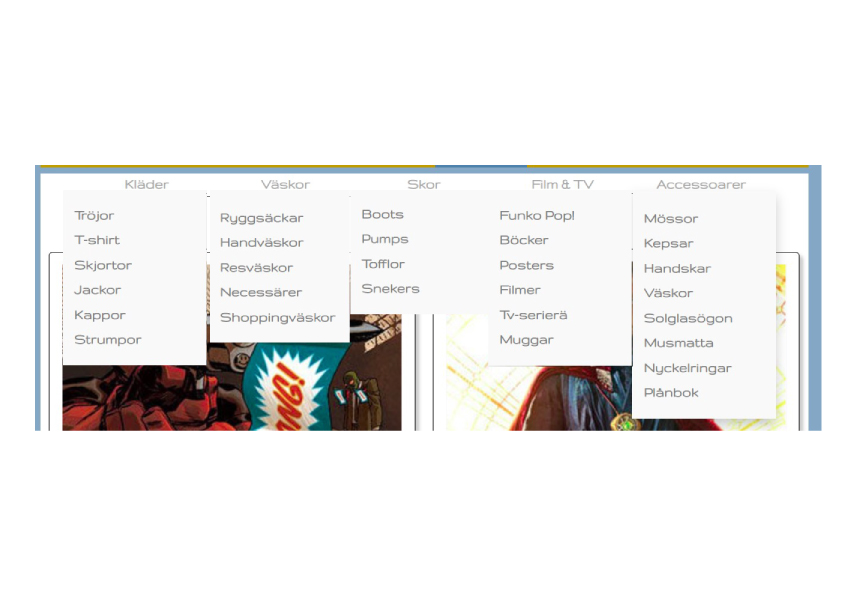 Kläder
Väskor
Skor
Film & TV
Accessoarer
Tröjor
T-shirt
Skjortor
Jackor
Kappor
Strumpor
Ryggsäckar
Handväskor
Resväskor
Necessärer
Shoppingväskor
Boots
Pumps
Tofflor
Snekers
Funko Pop!
Böcker
Posters
Filmer
Tv-serierä
Muggar
Mössor
Kepsar
Handskar
Väskor
Solglasögon
Musmatta
Nyckelringar
Plånbok
NG!